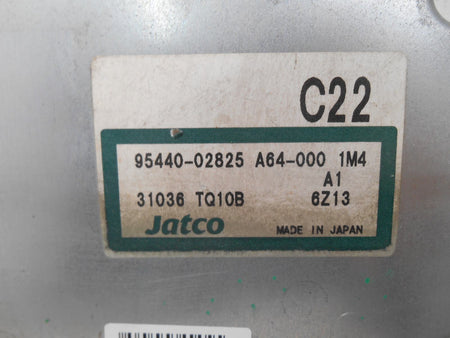 C22
95440-02825 A64-000 1M4
A1
31036 TQ10B 6Z13
Jatco MADE IN JAPAN